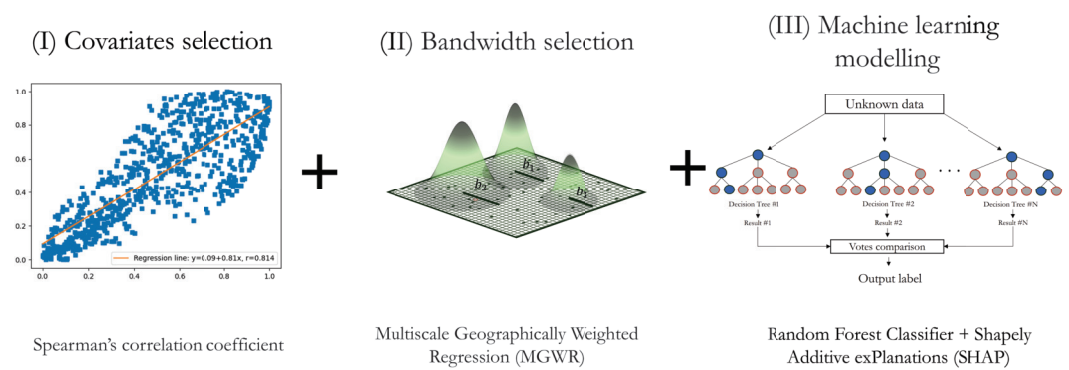 (I) Covariates selection
1.0
0.8
0.6
0.4
0.2
0.0
0.0 0.2 0.4 0.6 0.8 1.0
Regression line: y=0.09+0.81x, r=0.814
Spearman's correlation coefficient
+
(II) Bandwidth selection
b₁
b₂
b₃
Multiscale Geographically Weighted
Regression (MGWR)
+
(III) Machine learning
modelling
Unknown data
. . . .
Decision Tree #1 Decision Tree #2 Decision Tree #N
Result #1 Result #2 Result #N
Votes comparison
Output label
Random Forest Classifier + Shapely
Additive exPlanations (SHAP)